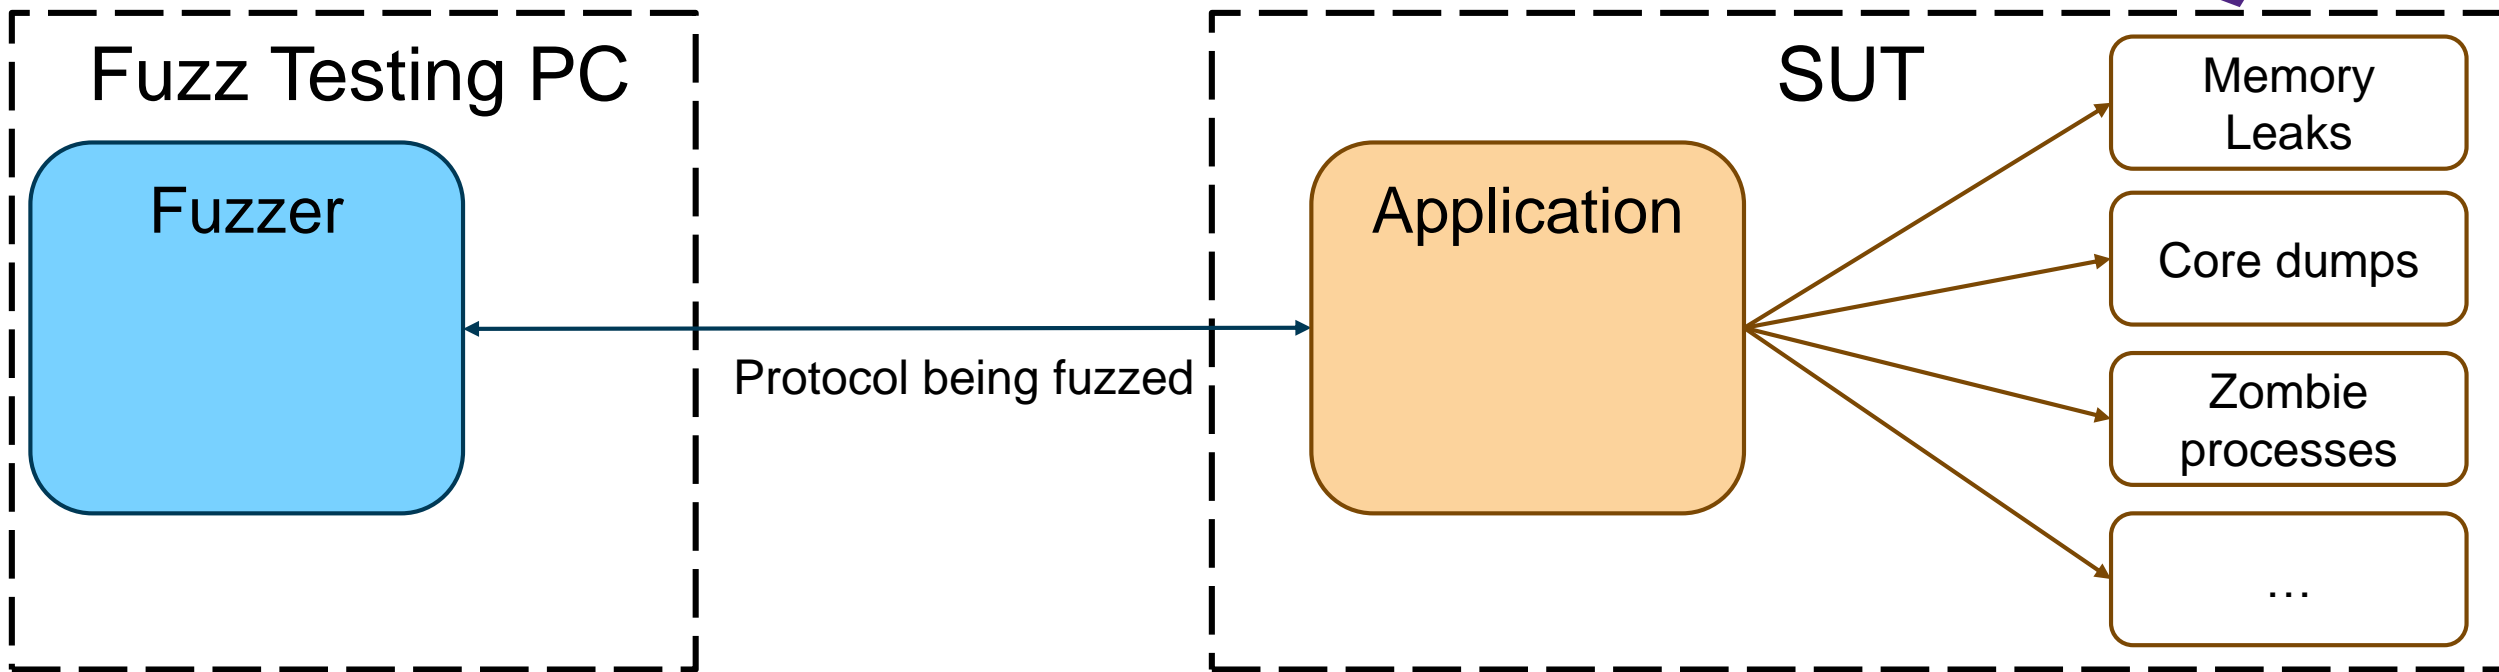 Fuzz Testing PC
Fuzzer
Protocol being fuzzed
SUT
Application
Memory
Leaks
Core dumps
Zombie
processes
...